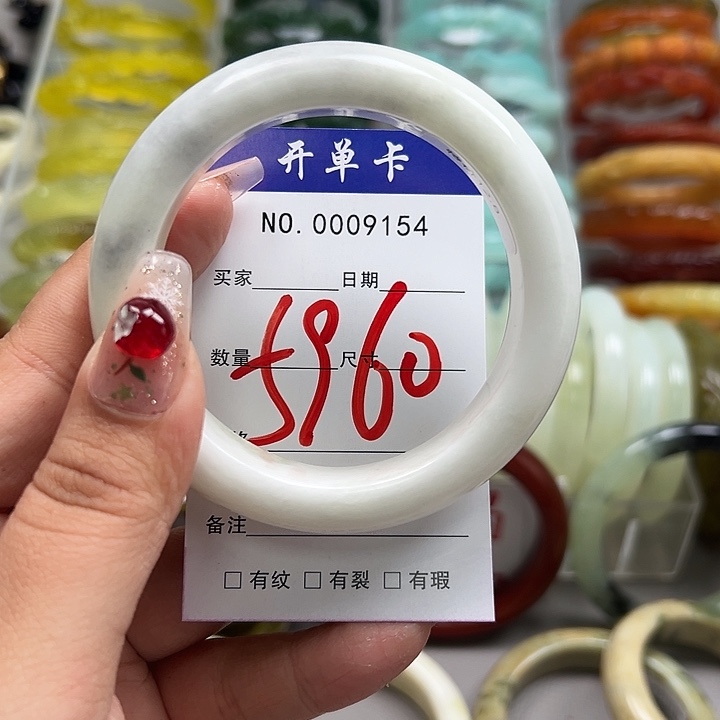 开单卡
NO.0009154
买家 日期
5960
数量 尺寸
备注
□ 有纹 □ 有裂 □ 有瑕